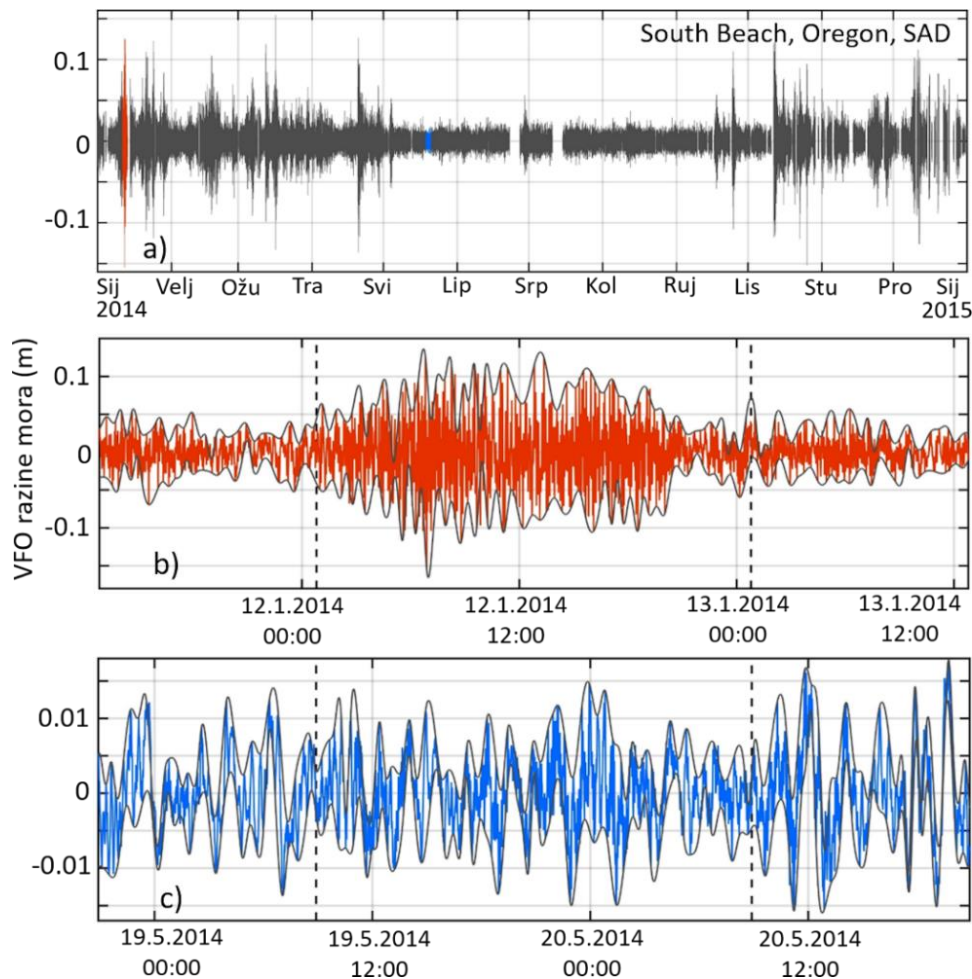 South Beach, Oregon, SAD
0.1
0
-0.1
a)
Sij Velj Ožu Tra Svi Lip Srp Kol Ruj Lis Stu Pro Sij
2014 2015
VFO razine mora (m)
0.1
0
-0.1
b)
12.1.2014 12.1.2014 13.1.2014 13.1.2014
00:00 12:00 00:00 12:00
0.01
0
-0.01
c)
19.5.2014 19.5.2014 20.5.2014 20.5.2014
00:00 12:00 00:00 12:00